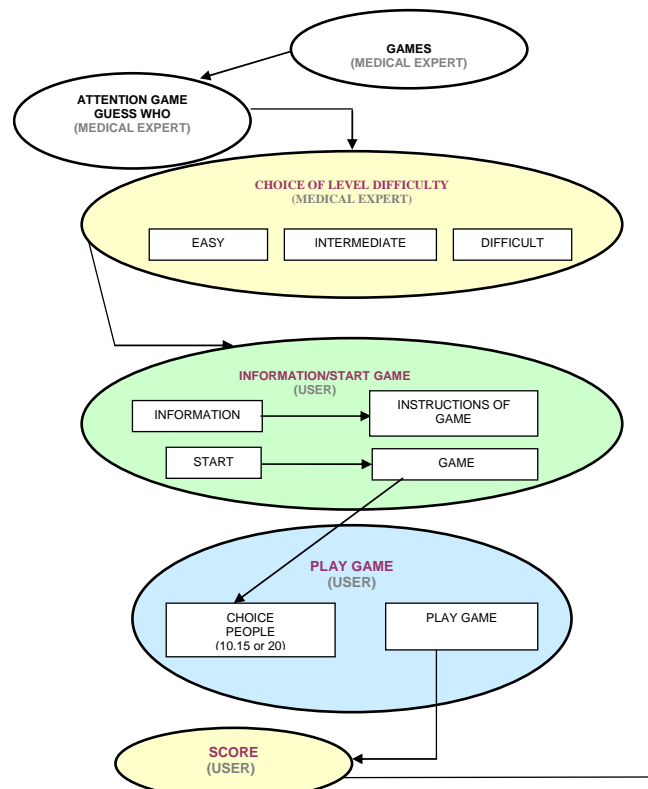 GAMES
(MEDICAL EXPERT)
ATTENTION GAME
GUESS WHO
(MEDICAL EXPERT)
CHOICE OF LEVEL DIFFICULTY
(MEDICAL EXPERT)
EASY
INTERMEDIATE
DIFFICULT
INFORMATION/START GAME
(USER)
INFORMATION
INSTRUCTIONS OF
GAME
START
GAME
PLAY GAME
(USER)
CHOICE
PEOPLE
(10.15 or 20)
PLAY GAME
SCORE
(USER)